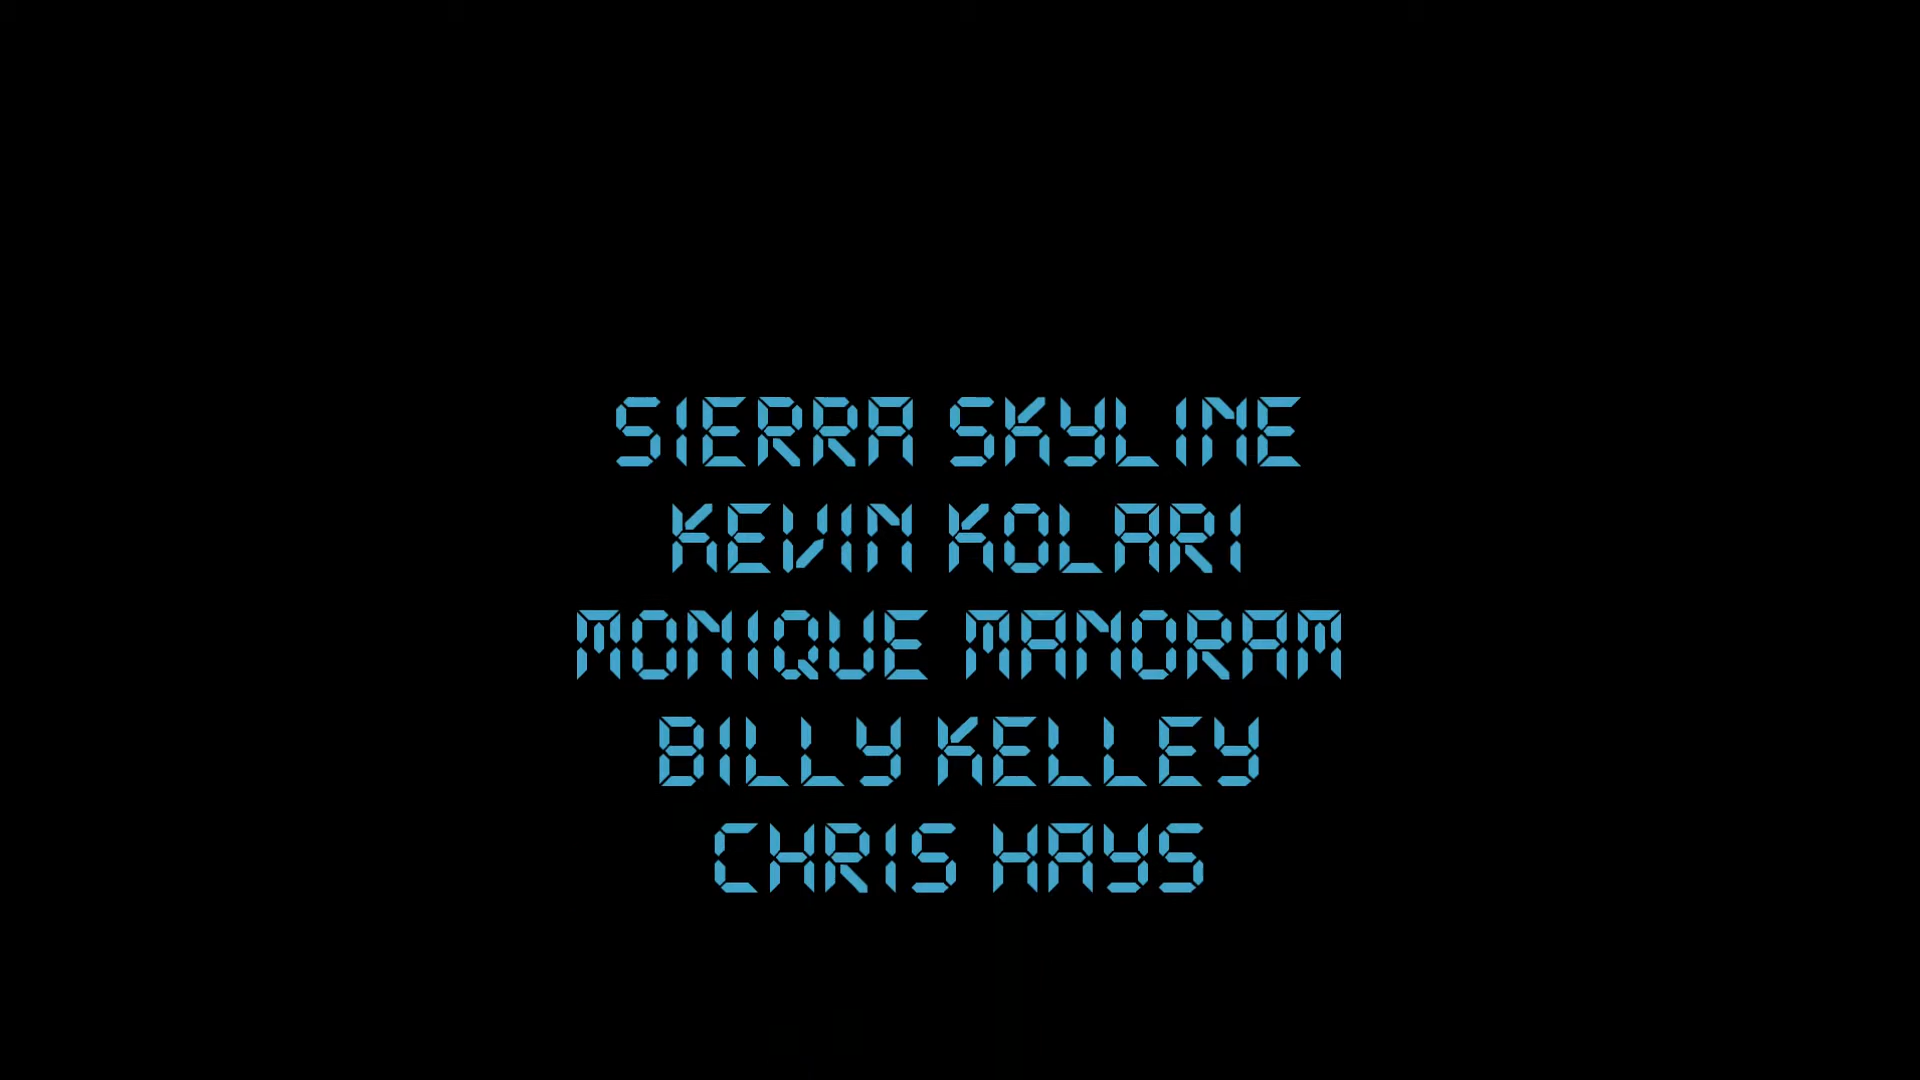 SIERRA SKYLINE
KEVIN KOLARI
MONIQUE MANORAM
BILLY KELLEY
CHRIS HAYS